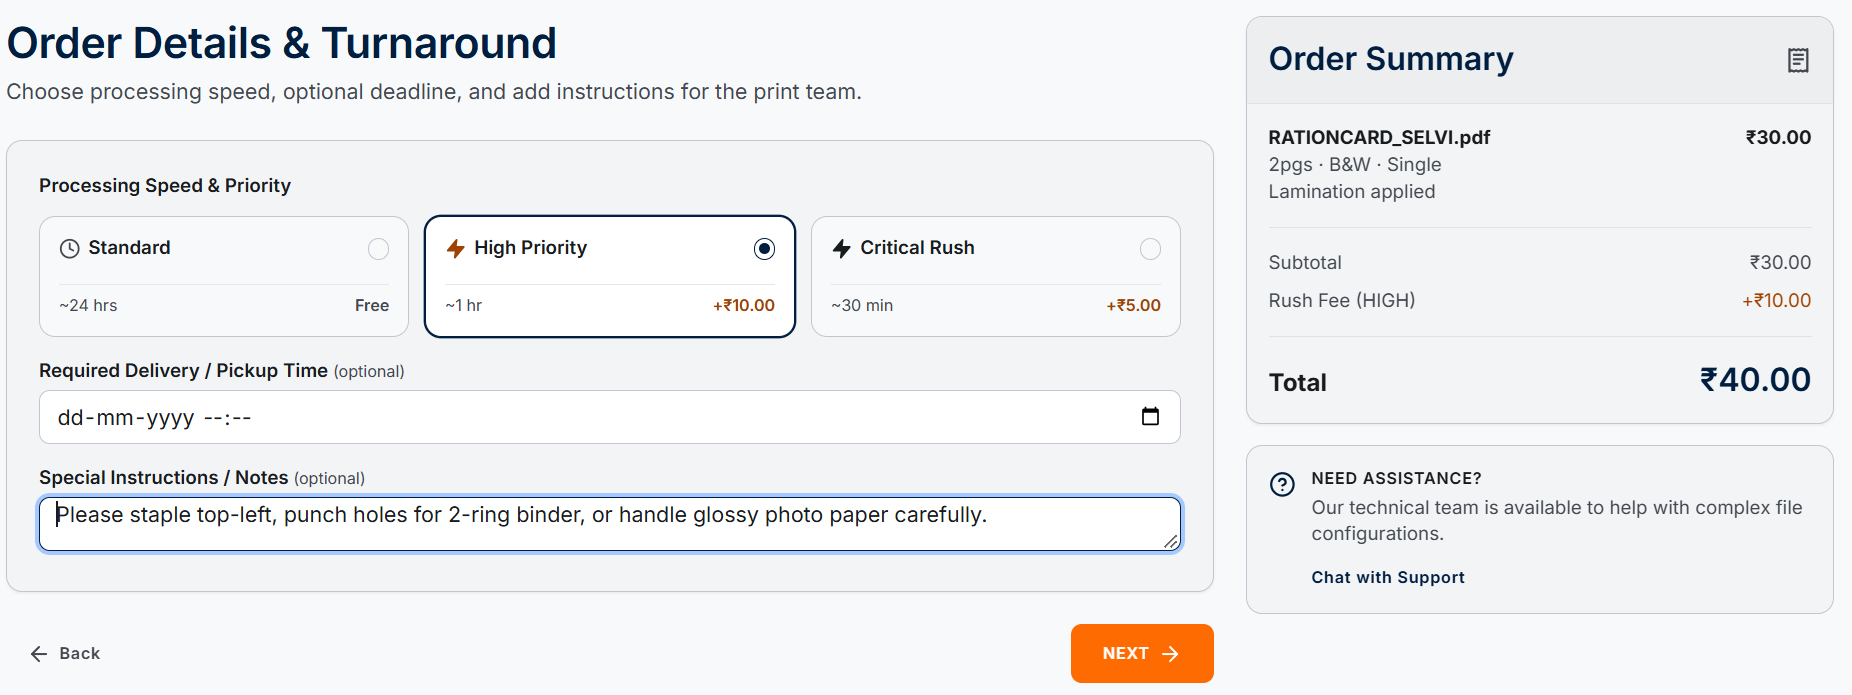 Order Details & Turnaround
Choose processing speed, optional deadline, and add instructions for the print team.
Processing Speed & Priority
Standard
~24 hrs
Free
High Priority
~1 hr
+₹10.00
Critical Rush
~30 min
+₹5.00
Required Delivery / Pickup Time (optional)
dd-mm-yyyy --:--
Special Instructions / Notes (optional)
Please staple top-left, punch holes for 2-ring binder, or handle glossy photo paper carefully.
Back
NEXT
Order Summary
RATIONCARD_SELVI.pdf ₹30.00
2pgs · B&W · Single
Lamination applied
Subtotal ₹30.00
Rush Fee (HIGH) +₹10.00
Total ₹40.00
NEED ASSISTANCE?
Our technical team is available to help with complex file
configurations.
Chat with Support